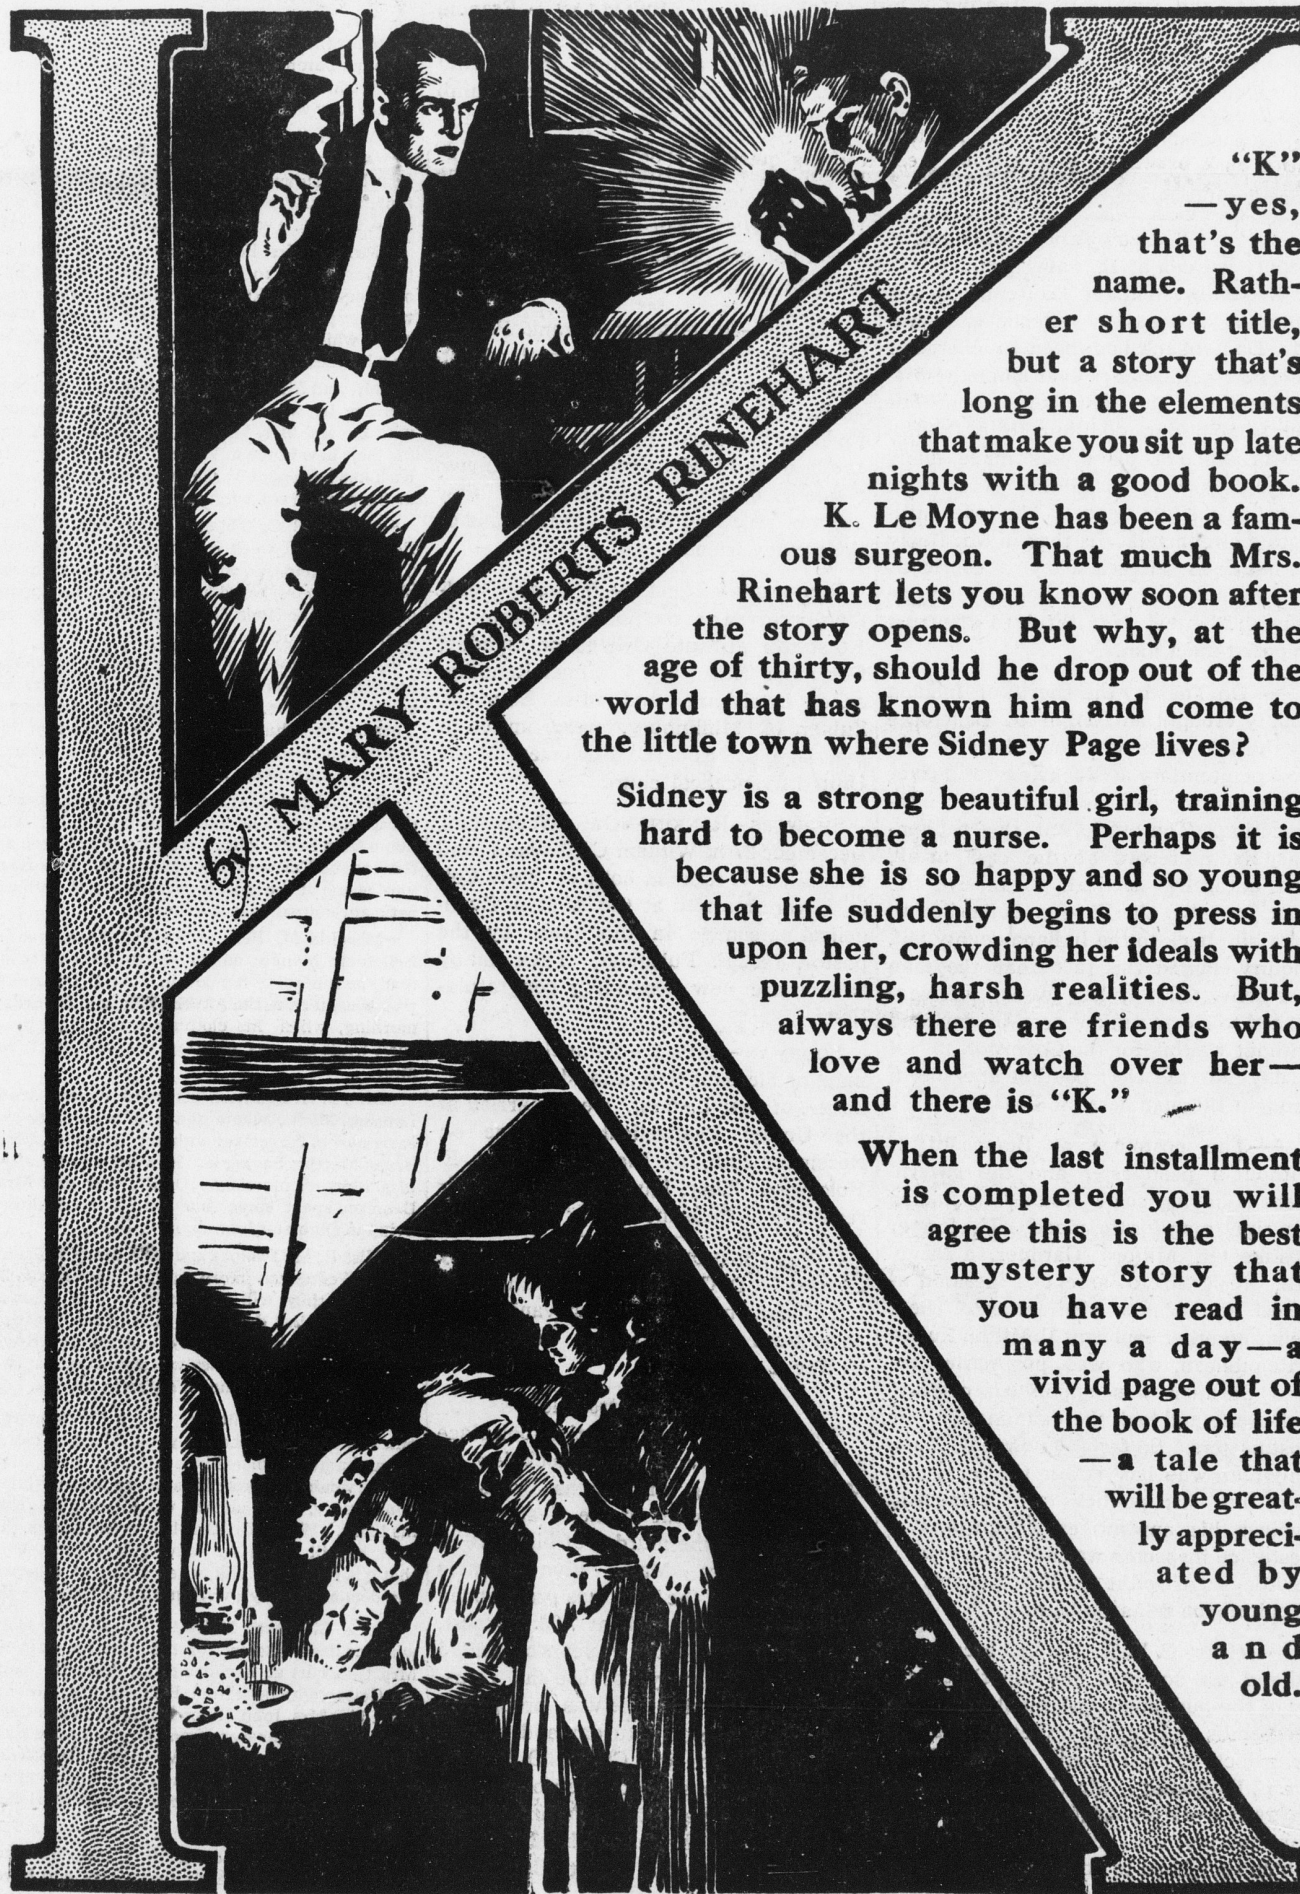 K
by MARY ROBERTS RINEHART
“K”
—yes,
that's the
name. Rath-
er short title,
but a story that's
long in the elements
that make you sit up late
nights with a good book.
K. Le Moyne has been a fam-
ous surgeon. That much Mrs.
Rinehart lets you know soon after
the story opens. But why, at the
age of thirty, should he drop out of the
world that has known him and come to
the little town where Sidney Page lives?
Sidney is a strong beautiful girl, training
hard to become a nurse. Perhaps it is
because she is so happy and so young
that life suddenly begins to press in
upon her, crowding her ideals with
puzzling, harsh realities. But,
always there are friends who
love and watch over her—
and there is “K.”
When the last installment
is completed you will
agree this is the best
mystery story that
you have read in
many a day—a
vivid page out of
the book of life
—a tale that
will be great-
ly appreci-
ated by
young
and
old.